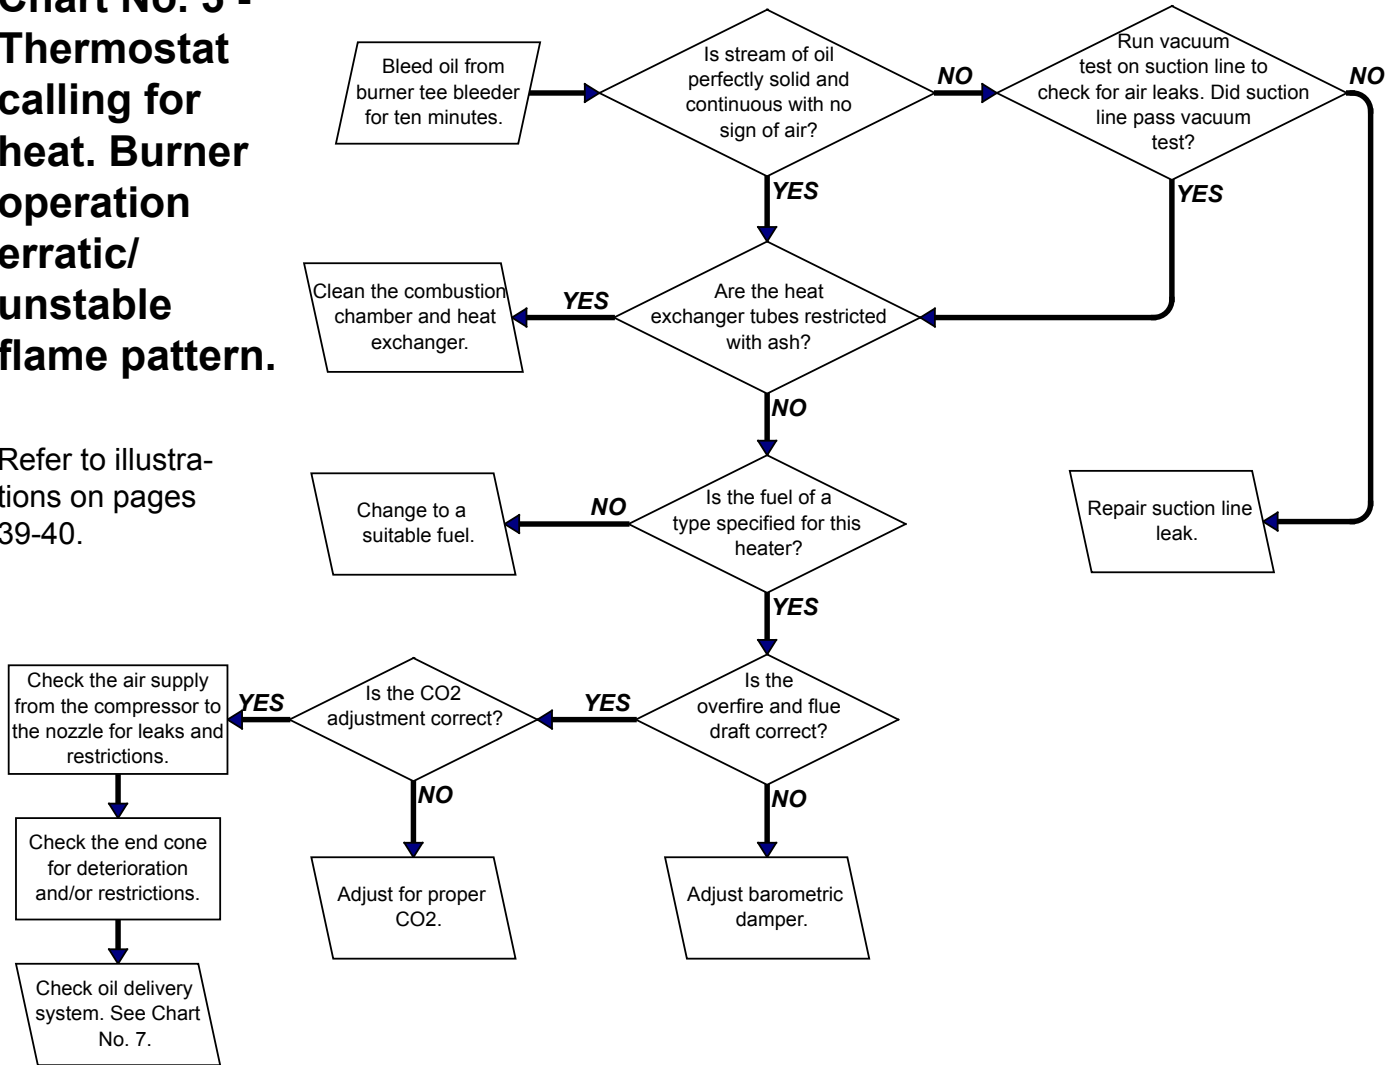 Chart No. 5 -
Thermostat
calling for
heat. Burner
operation
erratic/
unstable
flame pattern.
Refer to illustra-
tions on pages
39-40.
Bleed oil from
burner tee bleeder
for ten minutes.
Is stream of oil
perfectly solid and
continuous with no
sign of air?
NO
YES
Run vacuum
test on suction line to
check for air leaks. Did suction
line pass vacuum
test?
NO
YES
Clean the combustion
chamber and heat
exchanger.
YES
Are the heat
exchanger tubes restricted
with ash?
NO
Change to a
suitable fuel.
NO
Is the fuel of a
type specified for this
heater?
YES
Repair suction line
leak.
Check the air supply
from the compressor to
the nozzle for leaks and
restrictions.
YES
Is the CO2
adjustment correct?
YES
Is the
overfire and flue
draft correct?
NO
NO
Check the end cone
for deterioration
and/or restrictions.
Adjust for proper
CO2.
Adjust barometric
damper.
Check oil delivery
system. See Chart
No. 7.